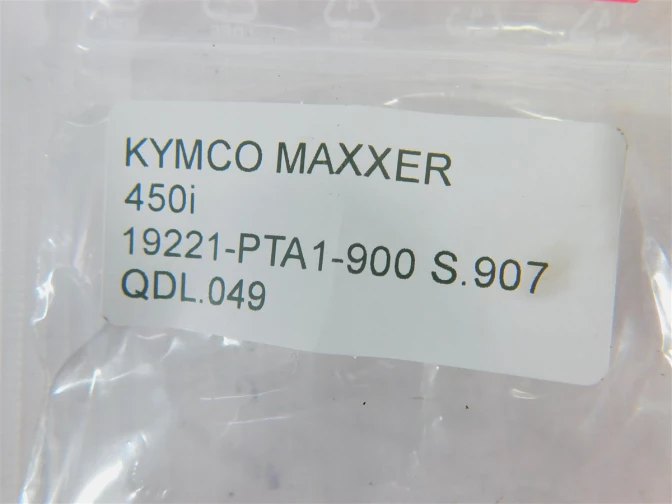 KYMCO MAXXER
450i
19221-PTA1-900 S.907
QDL.049